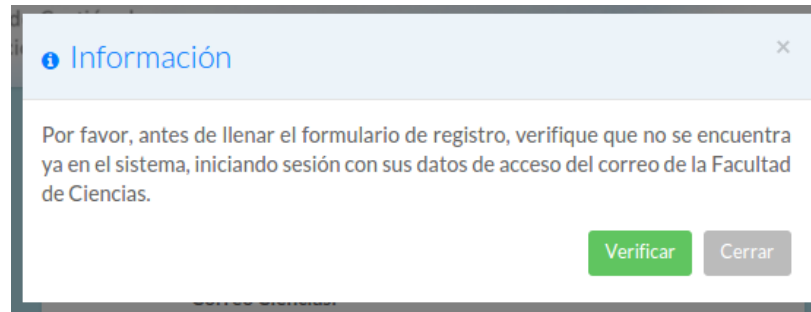 Información
×
Por favor, antes de llenar el formulario de registro, verifique que no se encuentra
ya en el sistema, iniciando sesión con sus datos de acceso del correo de la Facultad
de Ciencias.
Verificar Cerrar